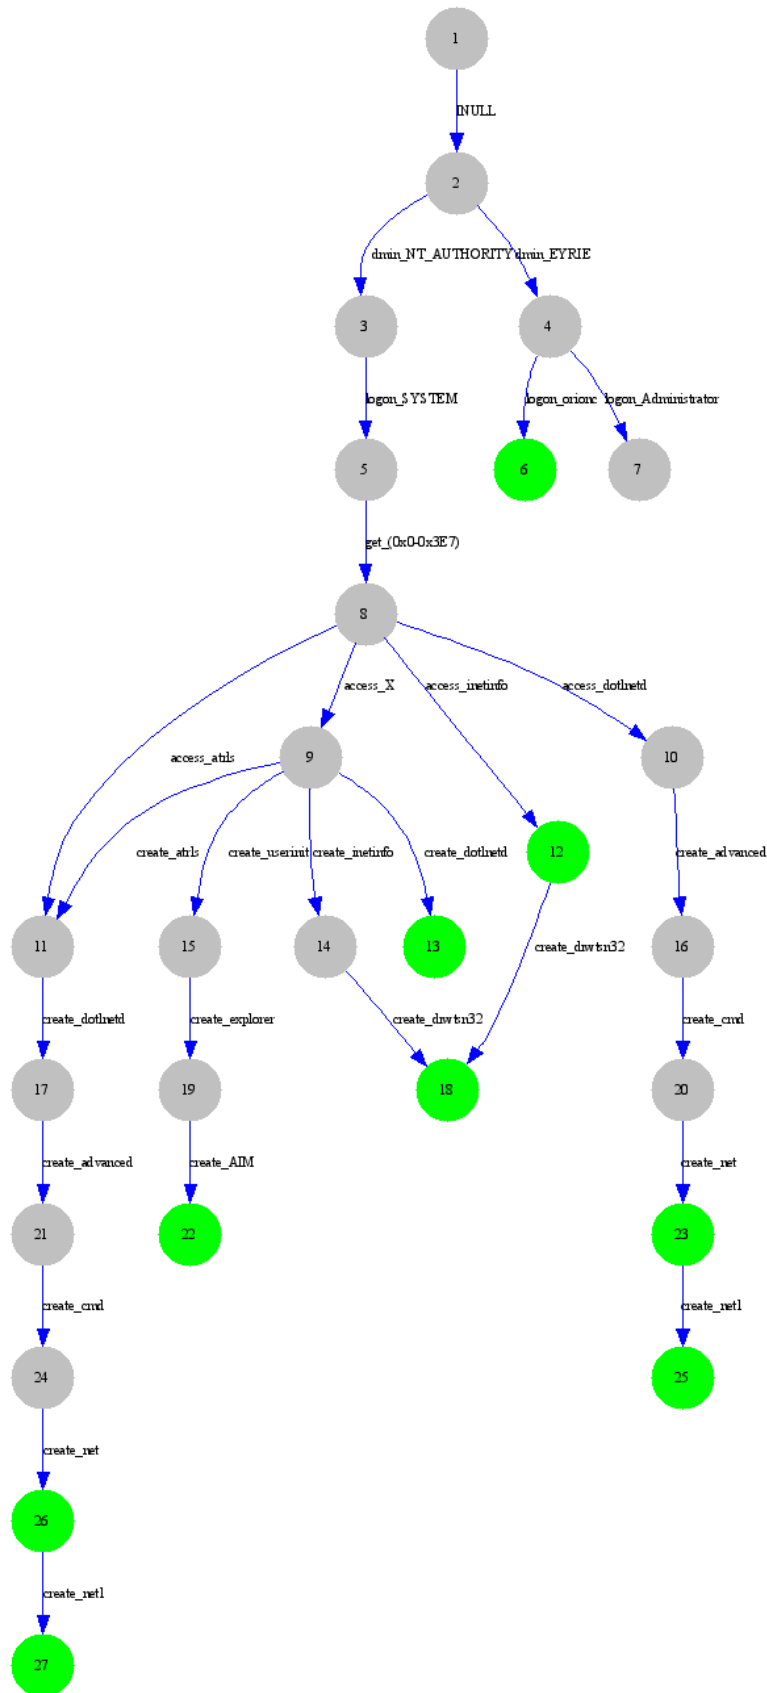 1
INULL
2
dmin_NT_AUTHORITY dmin_EYRIE
3 4
logon_SYSTEM logon_orionc logon_Administrator
5 6 7
get_(0x0-0x3E7)
8
access_X access_inetinfo access_dotlnetd
access_atrls 9 10
create_atrls create_userinit create_inetinfo create_dotlnetd 12 create_advanced
11 15 14 13 create_drwtsn32 16
create_dotlnetd create_explorer create_drwtsn32 create_cmd
17 19 18 20
create_advanced create_AIM create_net
21 22 23
create_cmd create_net1
24 25
create_net
26
create_net1
27